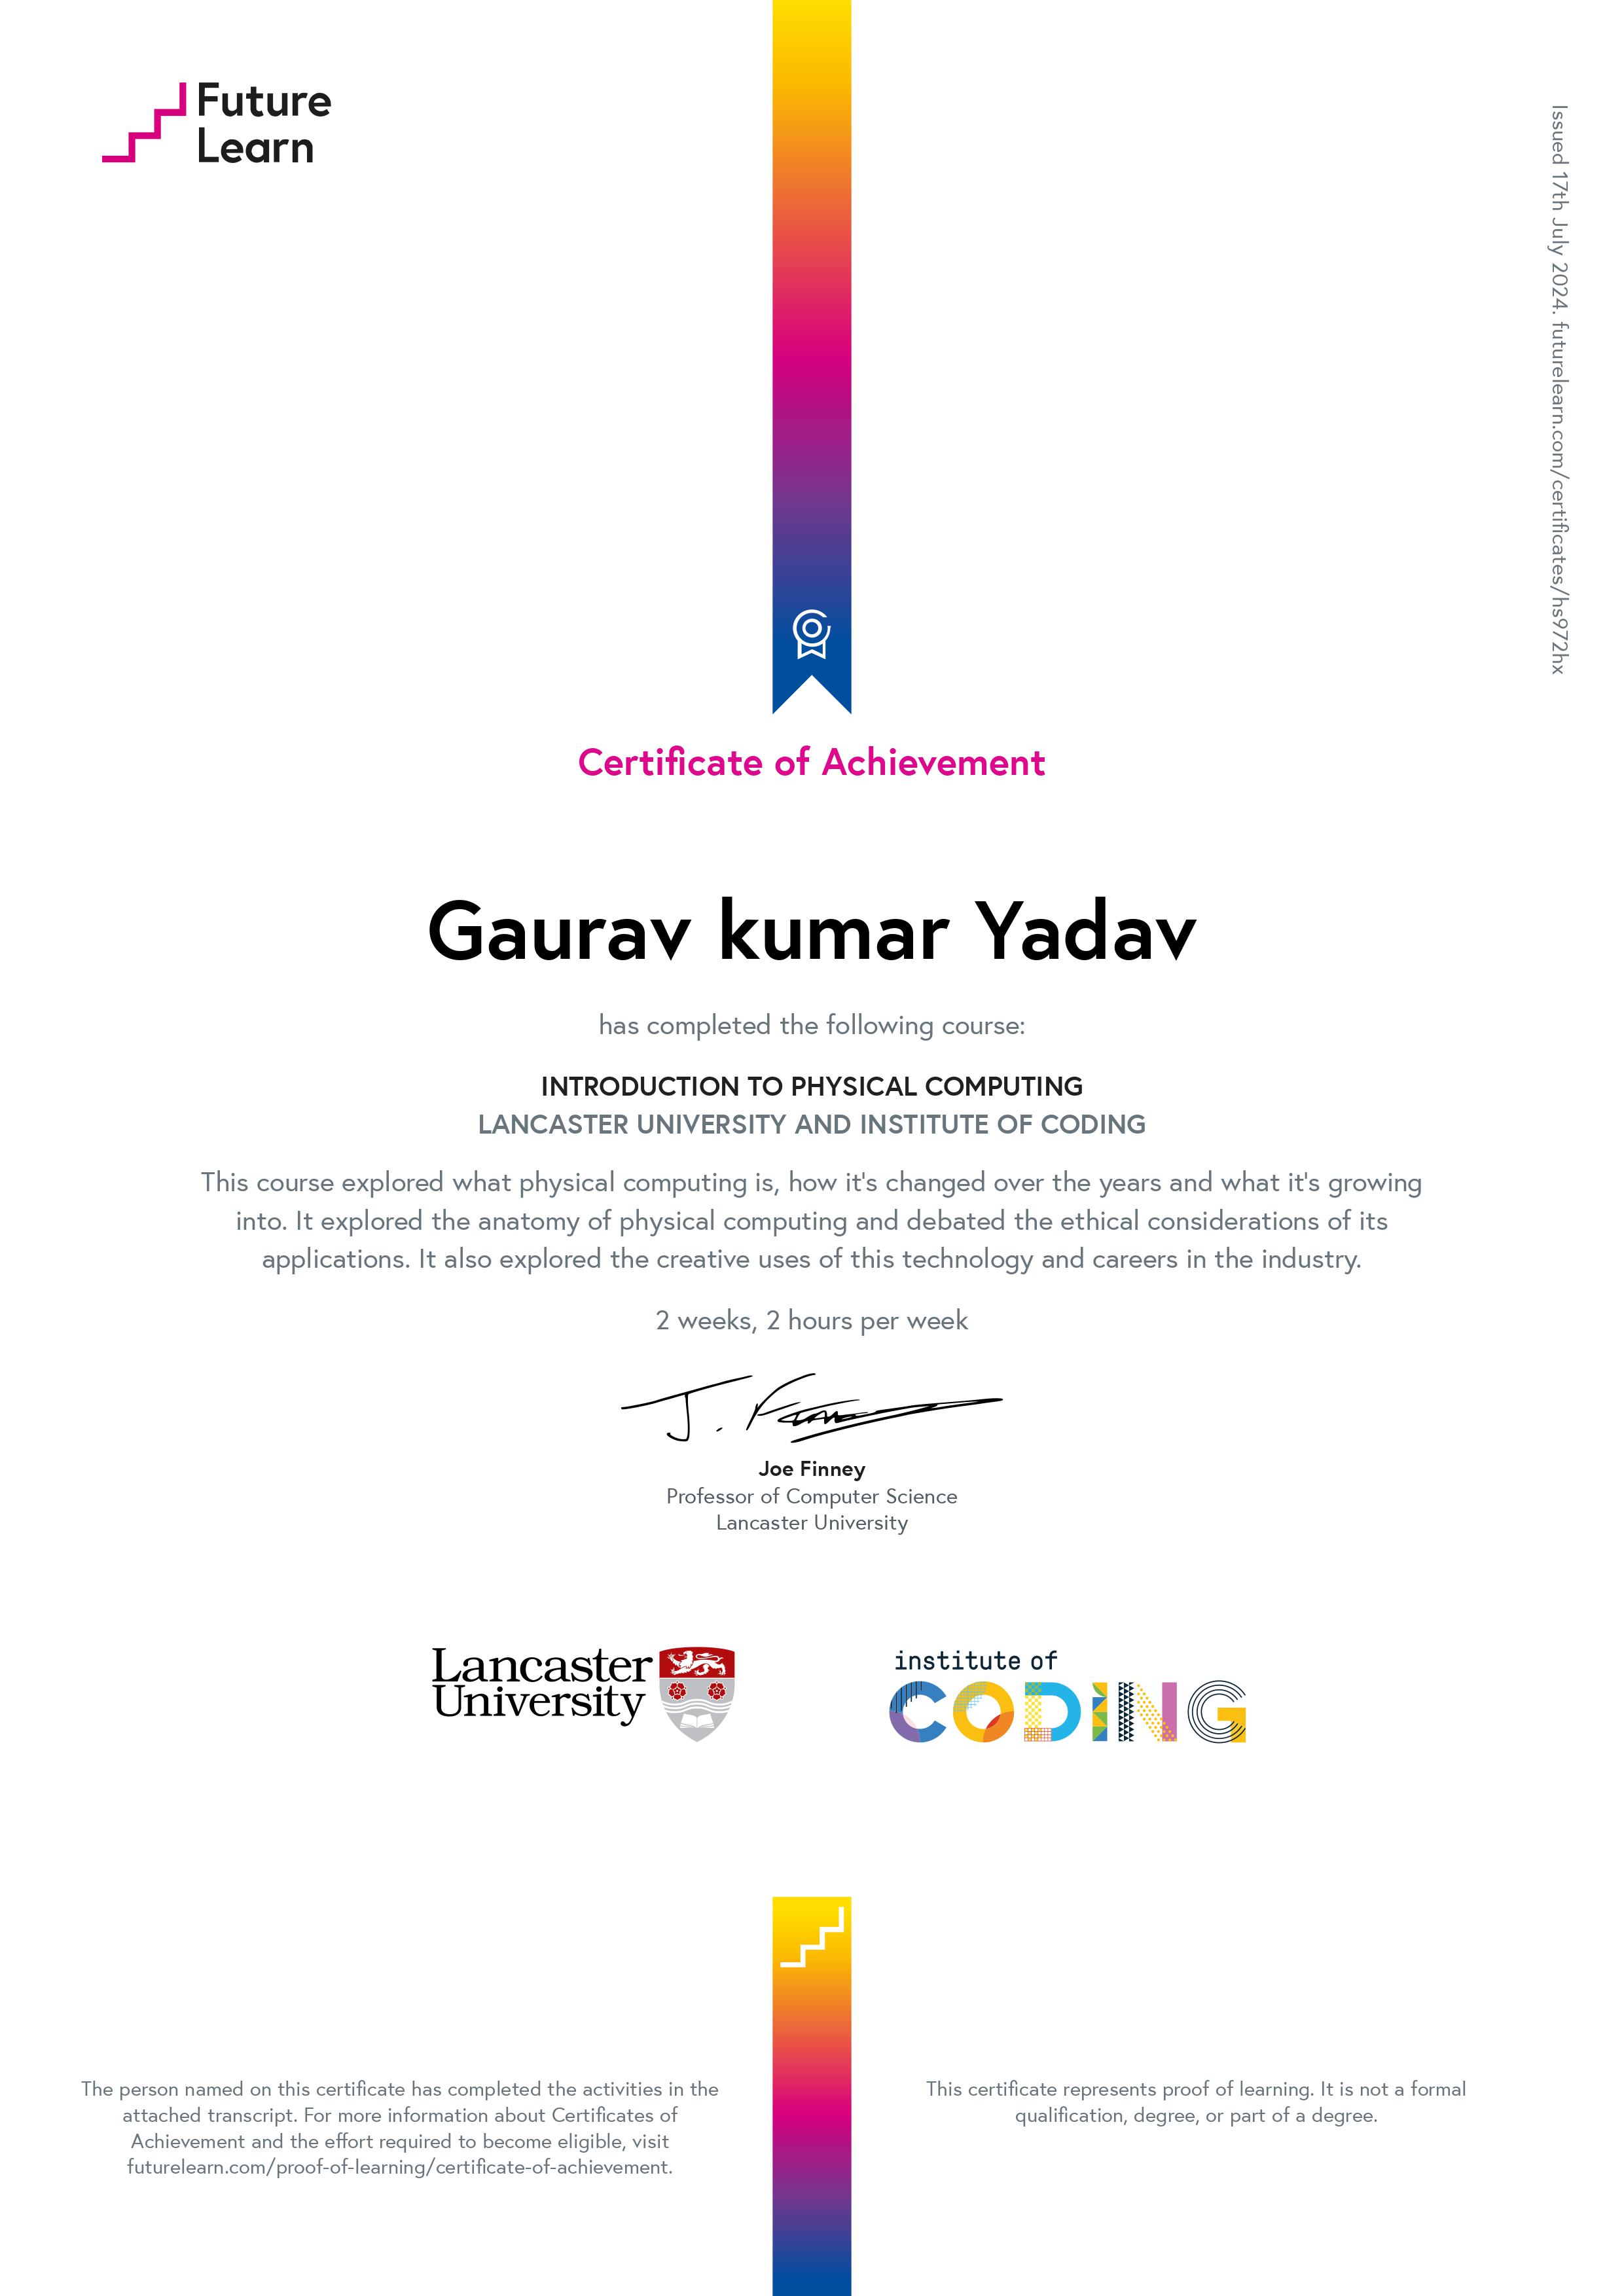 Future
Learn
Issued 17th July 2024. futurelearn.com/certificates/hs972hx
Certificate of Achievement
Gaurav kumar Yadav
has completed the following course:
INTRODUCTION TO PHYSICAL COMPUTING
LANCASTER UNIVERSITY AND INSTITUTE OF CODING
This course explored what physical computing is, how it's changed over the years and what it's growing
into. It explored the anatomy of physical computing and debated the ethical considerations of its
applications. It also explored the creative uses of this technology and careers in the industry.
2 weeks, 2 hours per week
Joe Finney
Professor of Computer Science
Lancaster University
Lancaster
University
institute of
CODING
The person named on this certificate has completed the activities in the
attached transcript. For more information about Certificates of
Achievement and the effort required to become eligible, visit
futurelearn.com/proof-of-learning/certificate-of-achievement.
This certificate represents proof of learning. It is not a formal
qualification, degree, or part of a degree.